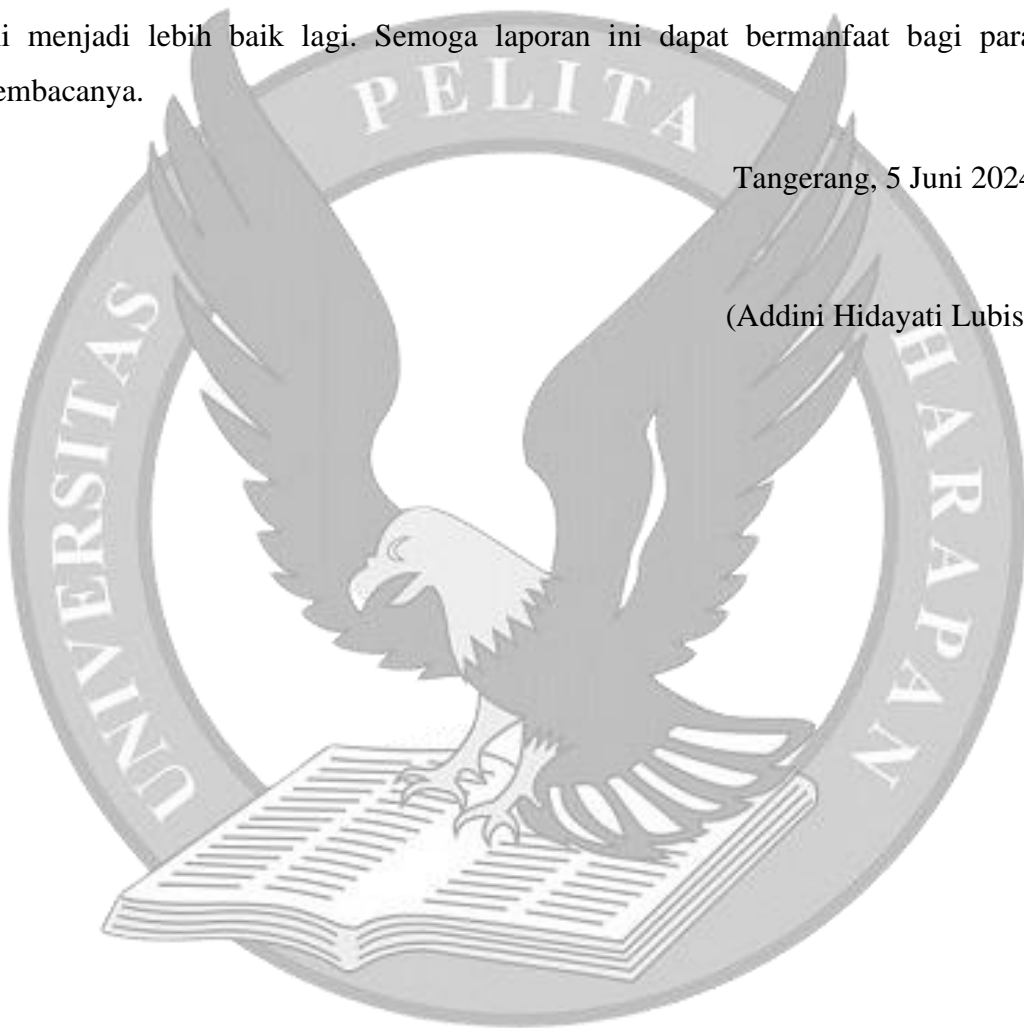 i menjadi lebih baik lagi. Semoga laporan ini dapat bermanfaat bagi para
embacanya.
Tangerang, 5 Juni 2024
(Addini Hidayati Lubis
UNIVERSITAS PELITA HARAPAN